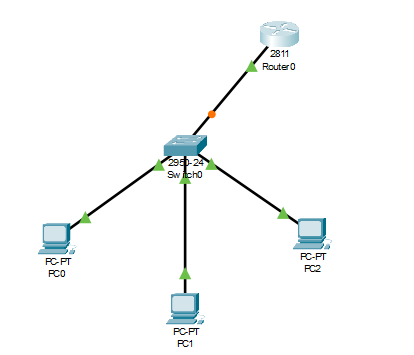 2811
Router0
2950-24
Switch0
PC-PT
PC0
PC-PT
PC2
PC-PT
PC1